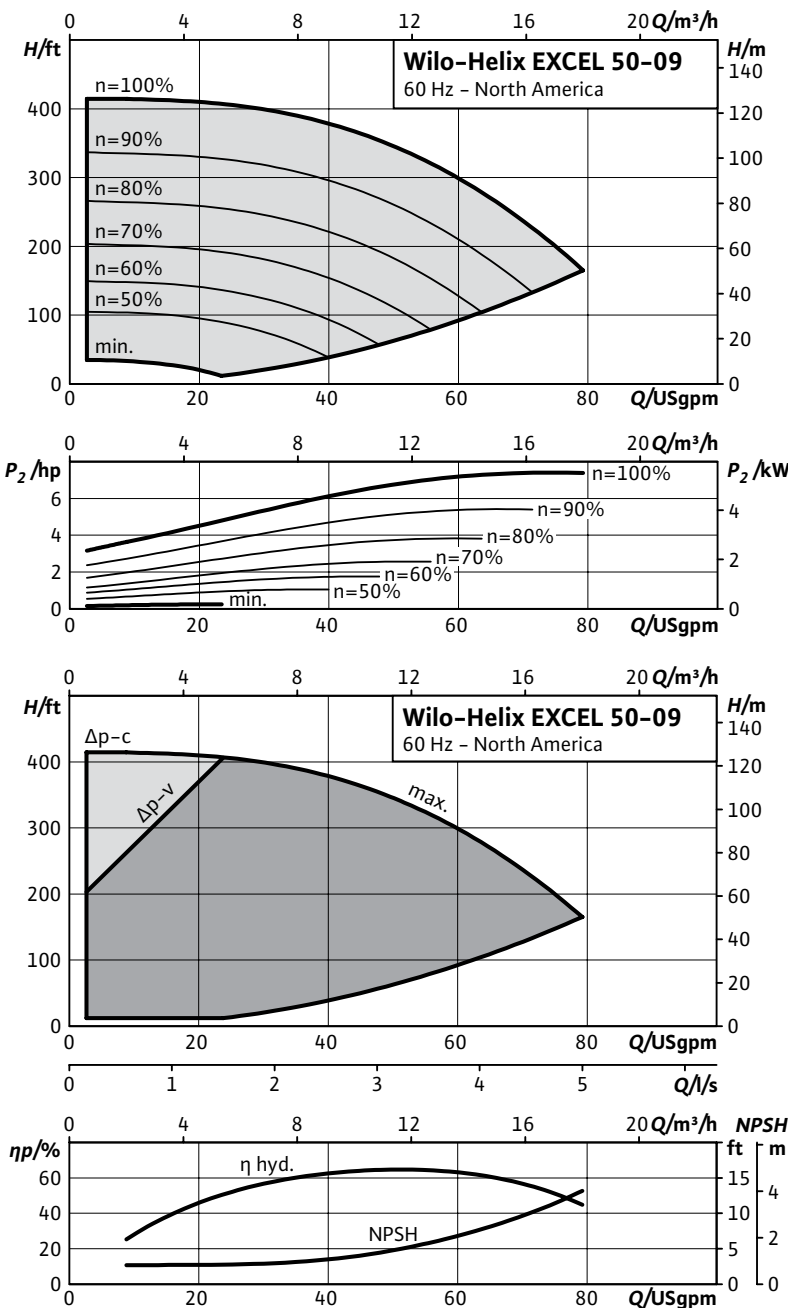 0 4 8 12 16 20 Q/m³/h
H/ft
H/m
Wilo-Helix EXCEL 50-09
60 Hz – North America
n=100%
n=90%
n=80%
n=70%
n=60%
n=50%
min.
400
300
200
100
0
140
120
100
80
60
40
20
0
20 40 60 80
Q/USgpm
0 4 8 12 16 20 Q/m³/h
P2 /hp
P2 /kW
6
4
2
0
4
2
0
n=100%
n=90%
n=80%
n=70%
n=60%
n=50%
min.
0 20 40 60 80
Q/USgpm
0 4 8 12 16 20 Q/m³/h
H/ft
H/m
Wilo-Helix EXCEL 50-09
60 Hz – North America
Δp-c
Δp-v
max.
400
300
200
100
0
140
120
100
80
60
40
20
0
0 20 40 60 80
Q/USgpm
0 1 2 3 4 5 Q/l/s
0 4 8 12 16 20 Q/m³/h NPSH
ηp/%
ft m
η hyd.
NPSH
60
40
20
0
15
10
5
0
4
2
0
0 20 40 60 80
Q/USgpm